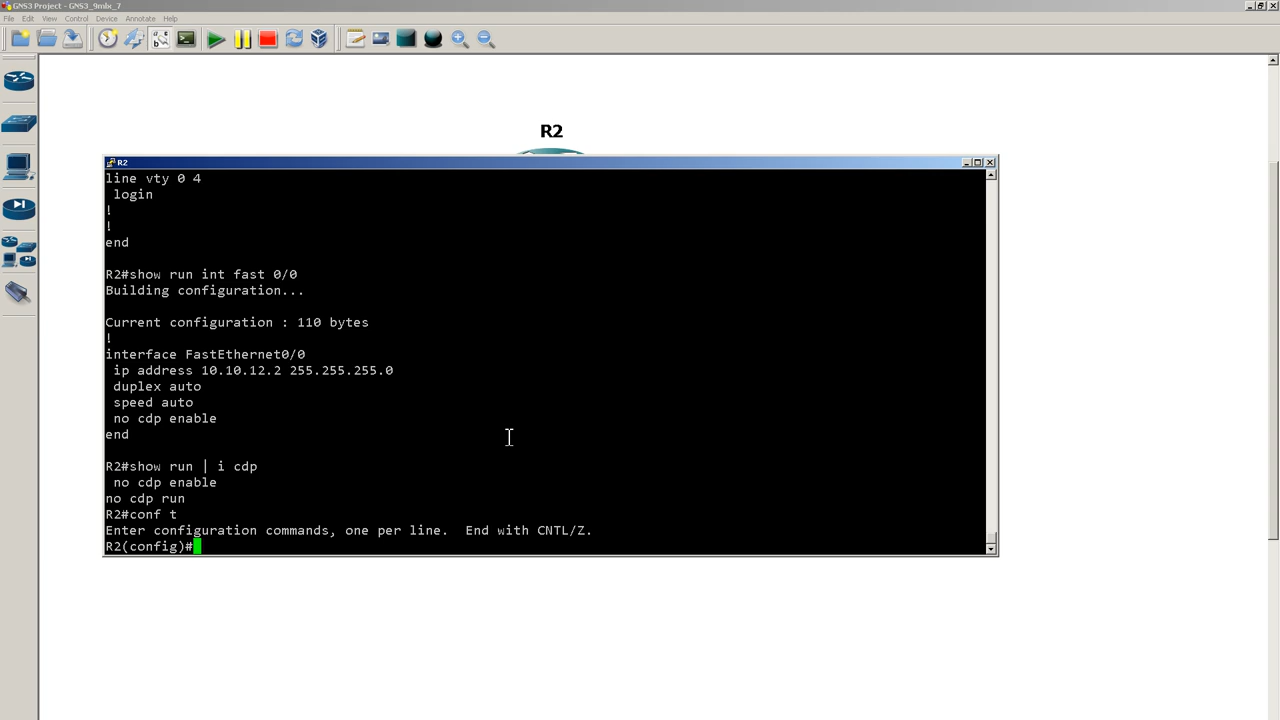 GNS3 Project - GNS3_9mlx_7
File Edit View Control Device Annotate Help
R2
R2
line vty 0 4
 login
!
!
end
R2#show run int fast 0/0
Building configuration...
Current configuration : 110 bytes
!
interface FastEthernet0/0
 ip address 10.10.12.2 255.255.255.0
 duplex auto
 speed auto
 no cdp enable
end
R2#show run | i cdp
 no cdp enable
no cdp run
R2#conf t
Enter configuration commands, one per line.  End with CNTL/Z.
R2(config)#